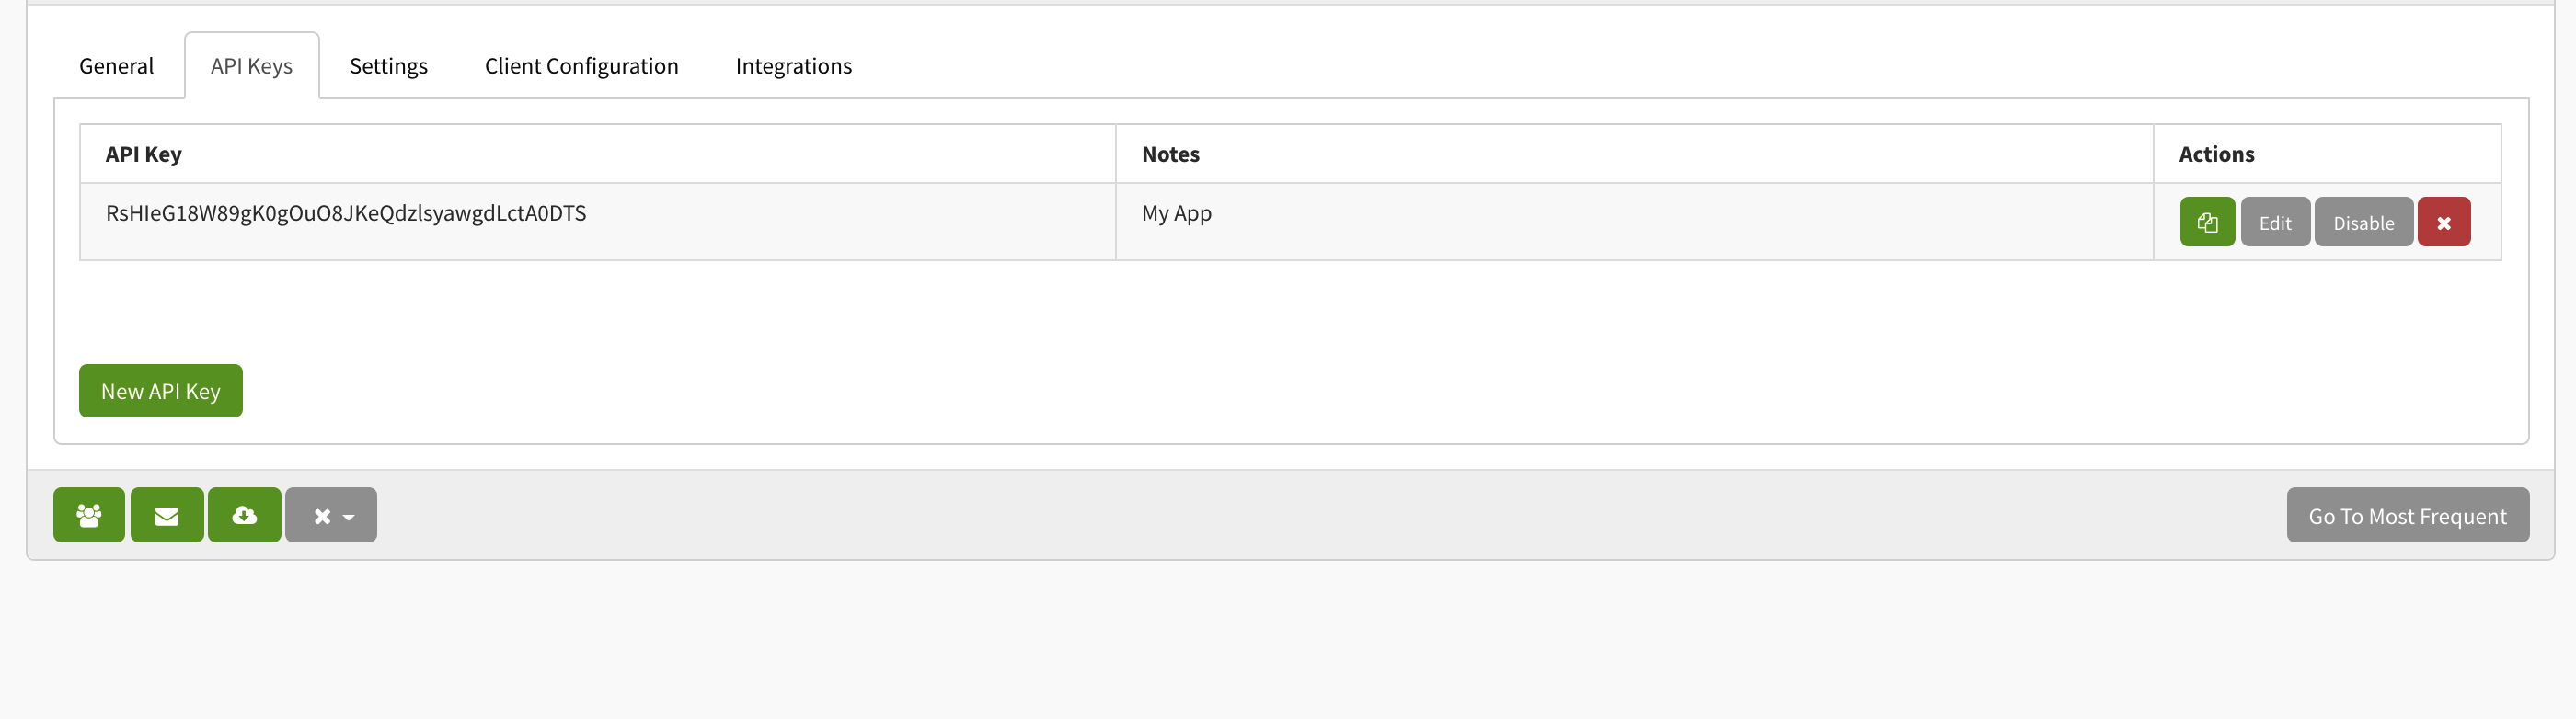 General API Keys Settings Client Configuration Integrations
API Key Notes Actions
RsHIeG18W89gK0gOuO8JKeQdzlsyawgdLctA0DTS My App Edit Disable
New API Key
Go To Most Frequent